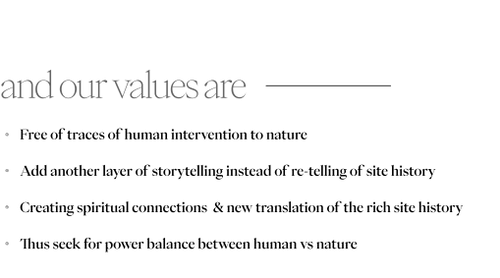 and our values are
Free of traces of human intervention to nature
Add another layer of storytelling instead of re-telling of site history
Creating spiritual connections & new translation of the rich site history
Thus seek for power balance between human vs nature